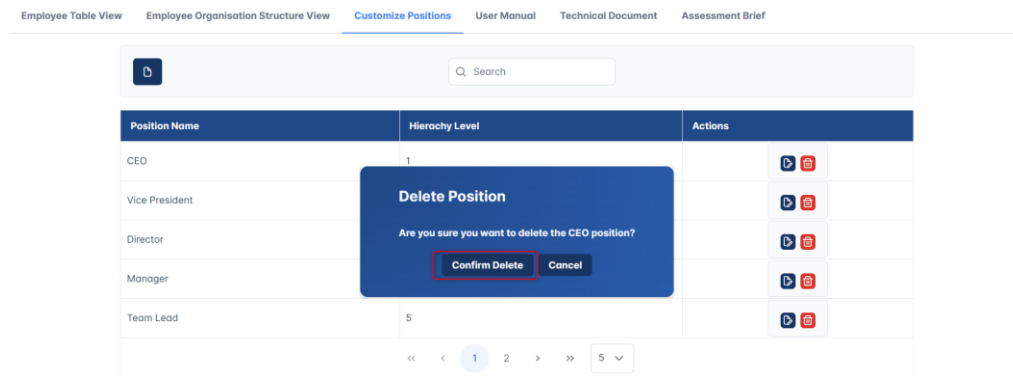 Employee Table View Employee Organisation Structure View Customize Positions User Manual Technical Document Assessment Brief
Search
Position Name Hierachy Level Actions
CEO 1
Vice President
Director
Manager
Team Lead 5
Delete Position
Are you sure you want to delete the CEO position?
Confirm Delete Cancel
<< < 1 2 > >> 5